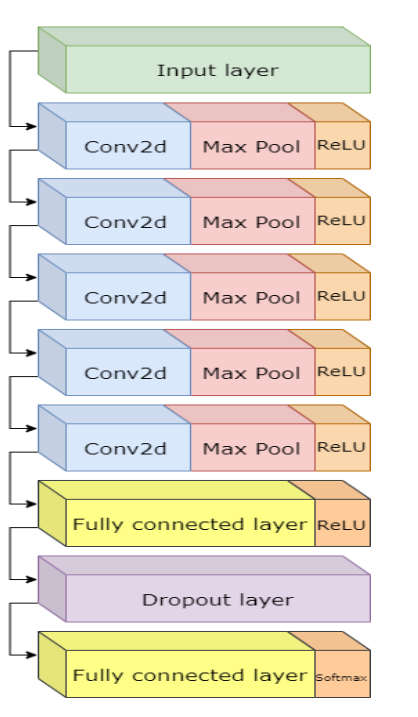 Input layer
Conv2d Max Pool ReLU
Conv2d Max Pool ReLU
Conv2d Max Pool ReLU
Conv2d Max Pool ReLU
Conv2d Max Pool ReLU
Fully connected layer ReLU
Dropout layer
Fully connected layer Softmax